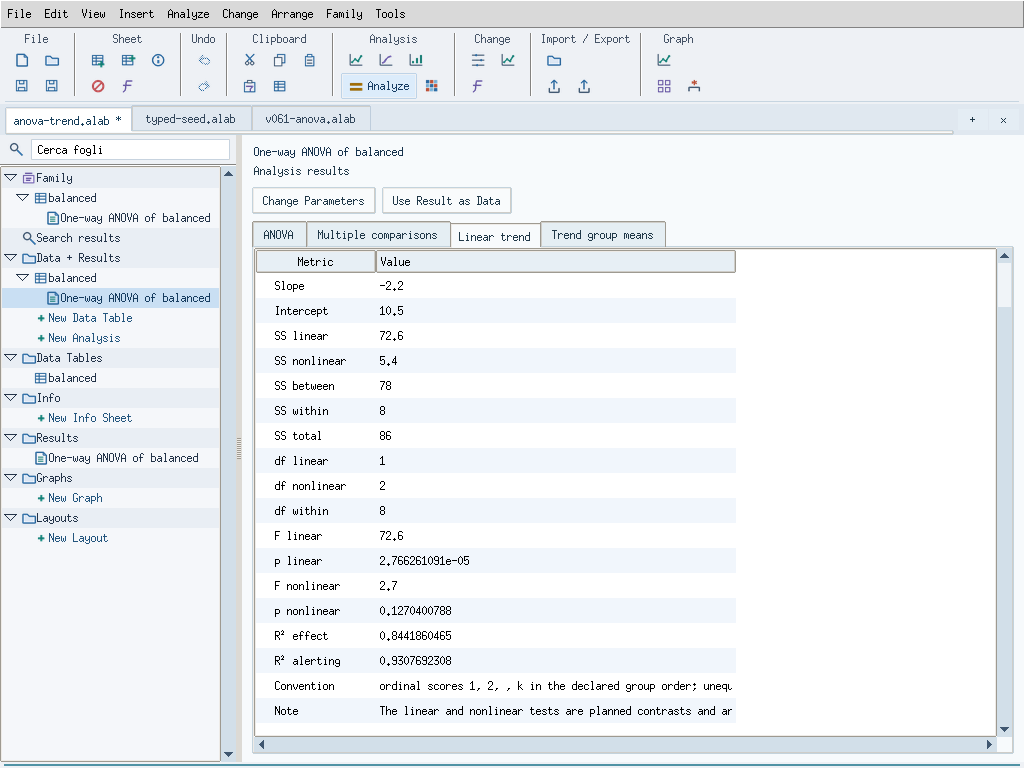 File Edit View Insert Analyze Change Arrange Family Tools
File Sheet Undo Clipboard Analysis Change Import / Export Graph
Analyze
anova-trend.alab * typed-seed.alab v061-anova.alab + ×
Cerca fogli
Family
balanced
One-way ANOVA of balanced
Search results
Data + Results
balanced
One-way ANOVA of balanced
+ New Data Table
+ New Analysis
Data Tables
balanced
Info
+ New Info Sheet
Results
One-way ANOVA of balanced
Graphs
+ New Graph
Layouts
+ New Layout
One-way ANOVA of balanced
Analysis results
Change Parameters Use Result as Data
ANOVA Multiple comparisons Linear trend Trend group means
Metric Value
Slope -2.2
Intercept 10.5
SS linear 72.6
SS nonlinear 5.4
SS between 78
SS within 8
SS total 86
df linear 1
df nonlinear 2
df within 8
F linear 72.6
p linear 2.766261091e-05
F nonlinear 2.7
p nonlinear 0.1270400788
R² effect 0.8441860465
R² alerting 0.9307692308
Convention ordinal scores 1, 2, , k in the declared group order; unequ
Note The linear and nonlinear tests are planned contrasts and ar